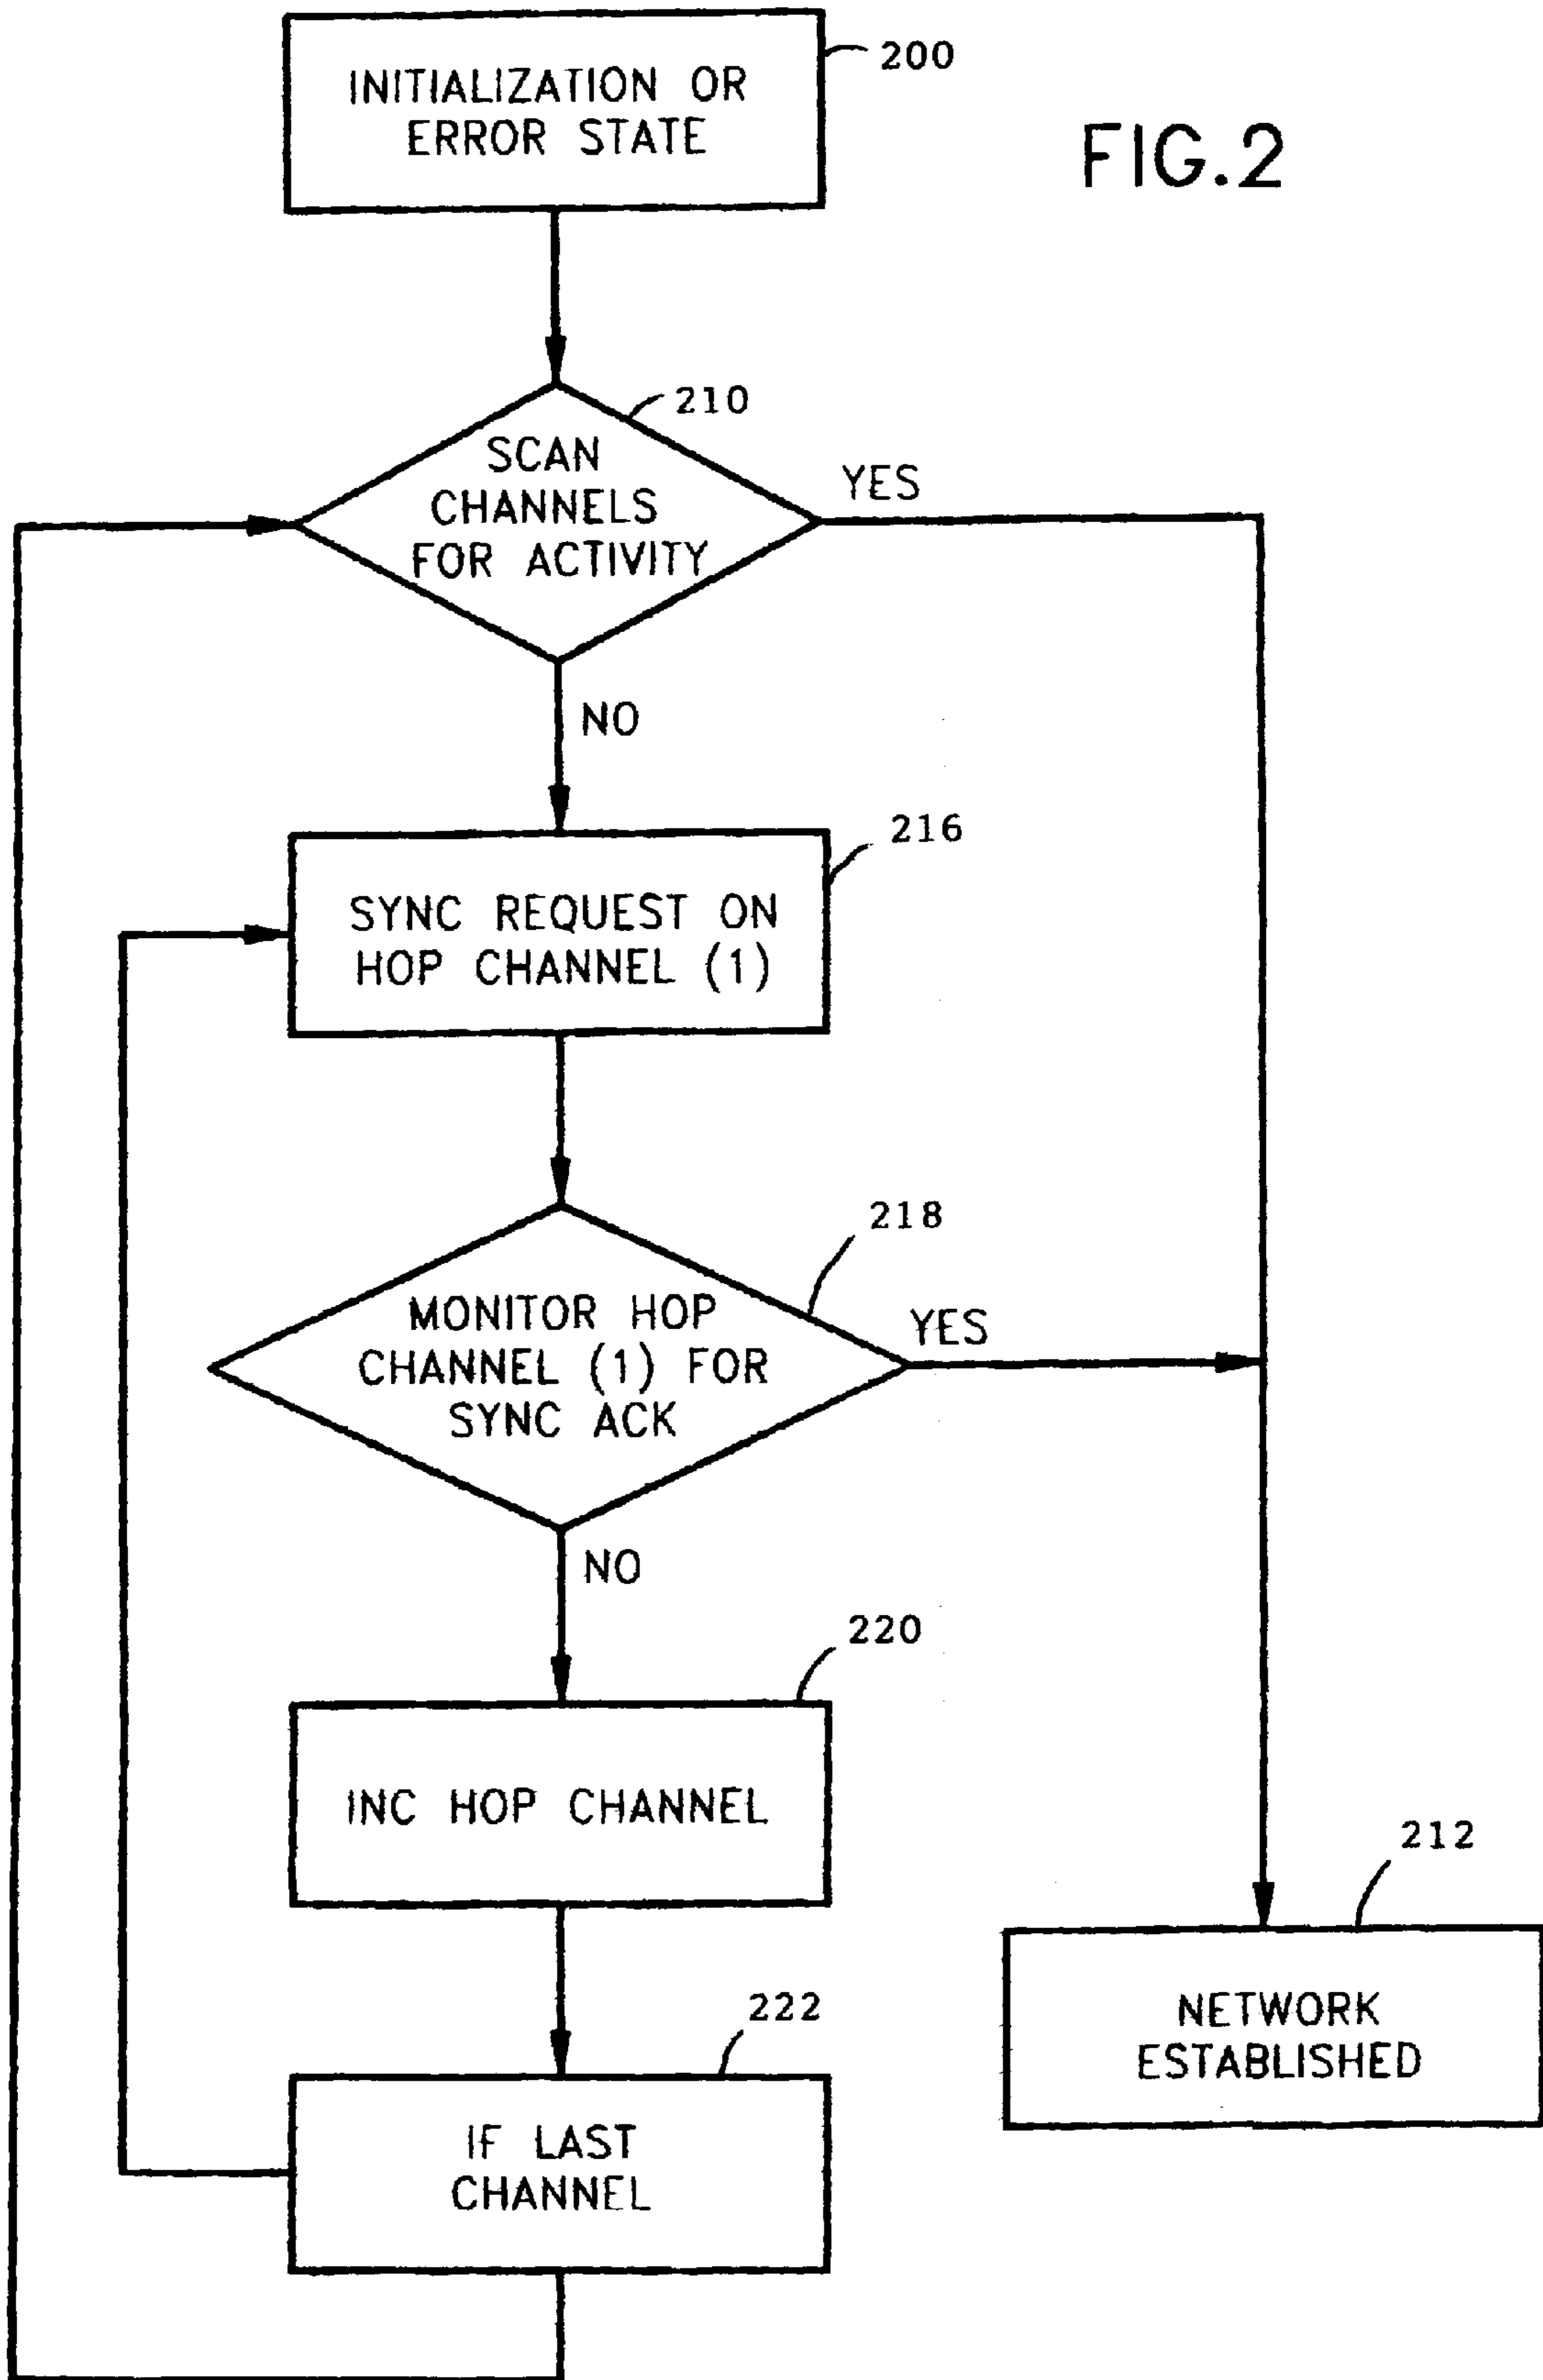 200
INITIALIZATION OR
ERROR STATE
FIG.2
210
SCAN
CHANNELS
FOR ACTIVITY
YES
NO
216
SYNC REQUEST ON
HOP CHANNEL (1)
218
MONITOR HOP
CHANNEL (1) FOR
SYNC ACK
YES
NO
220
INC HOP CHANNEL
212
NETWORK
ESTABLISHED
222
IF LAST
CHANNEL